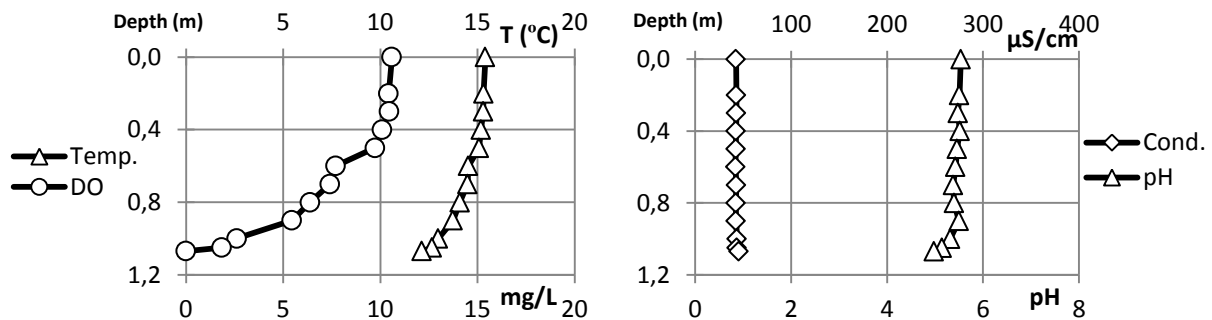 Depth (m) 5 10 15 20
T (ºC)
0,0
0,4
0,8
1,2
Temp.
DO
mg/L
0 5 10 15 20
Depth (m) 100 200 300 400
µS/cm
0,0
0,4
0,8
1,2
Cond.
pH
pH
0 2 4 6 8